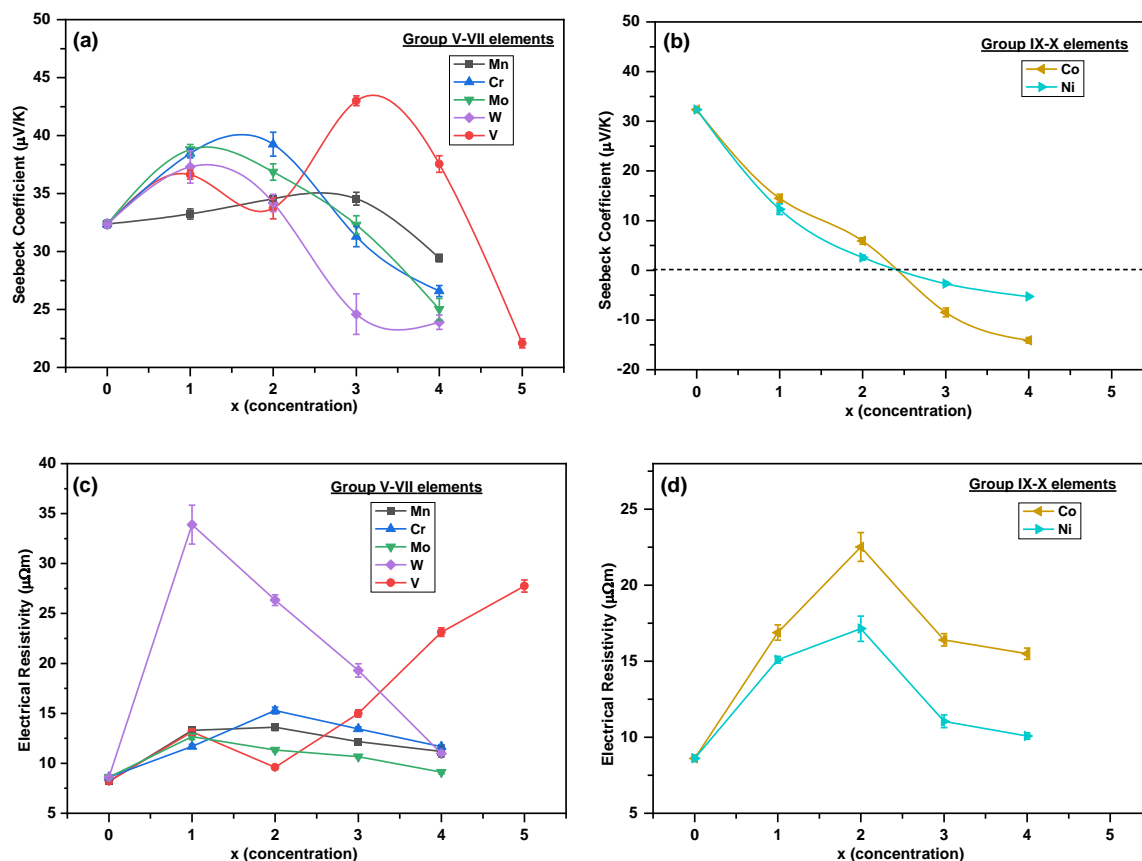 (a)
Group V-VII elements
Mn
Cr
Mo
W
V
50
45
40
35
30
25
20
Seebeck Coefficient (μV/K)
0 1 2 3 4 5
x (concentration)
(b)
Group IX-X elements
Co
Ni
50
40
30
20
10
0
-10
-20
Seebeck Coefficient (μV/K)
0 1 2 3 4 5
x (concentration)
(c)
Group V-VII elements
Mn
Cr
Mo
W
V
40
35
30
25
20
15
10
5
Electrical Resistivity (μΩm)
0 1 2 3 4 5
x (concentration)
(d)
Group IX-X elements
Co
Ni
25
20
15
10
5
Electrical Resistivity (μΩm)
0 1 2 3 4 5
x (concentration)